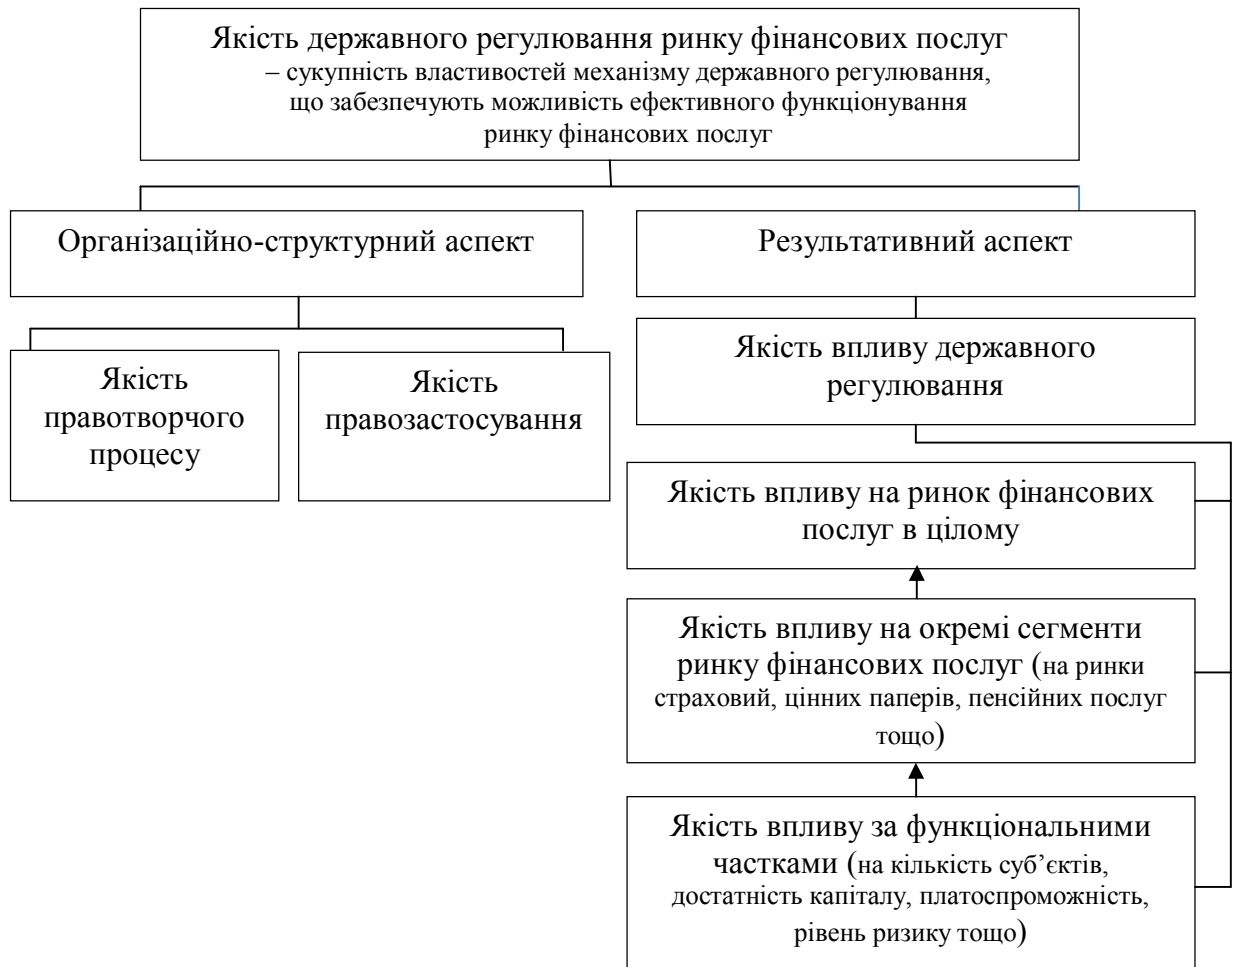 Якість державного регулювання ринку фінансових послуг
– сукупність властивостей механізму державного регулювання,
що забезпечують можливість ефективного функціонування
ринку фінансових послуг
Організаційно-структурний аспект
Результативний аспект
Якість
правотворчого
процесу
Якість
правозастосування
Якість впливу державного
регулювання
Якість впливу на ринок фінансових
послуг в цілому
Якість впливу на окремі сегменти
ринку фінансових послуг (на ринки
страховий, цінних паперів, пенсійних послуг
тощо)
Якість впливу за функціональними
частками (на кількість суб’єктів,
достатність капіталу, платоспроможність,
рівень ризику тощо)